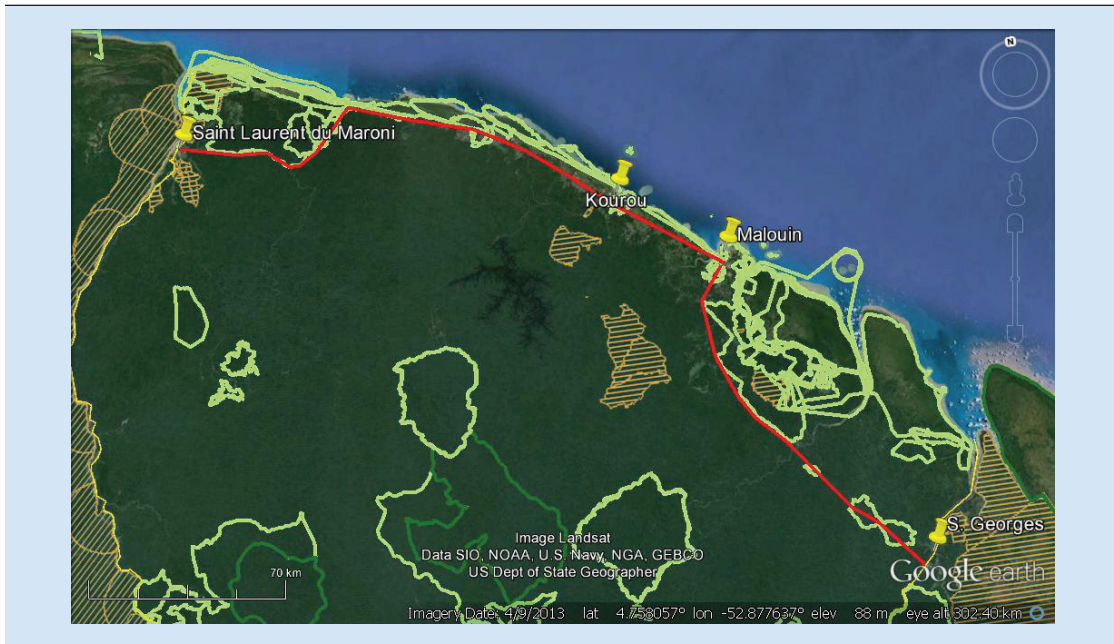 N
Saint Laurent du Maroni
Kourou
Malouin
S. Georges
Image Landsat
Data SIO, NOAA, U.S. Navy, NGA, GEBCO
US Dept of State Geographer
70 km
Google earth
Imagery Date: 4/9/2013 lat 4.758057° lon -52.877637° elev 88 m eye alt 302.40 km